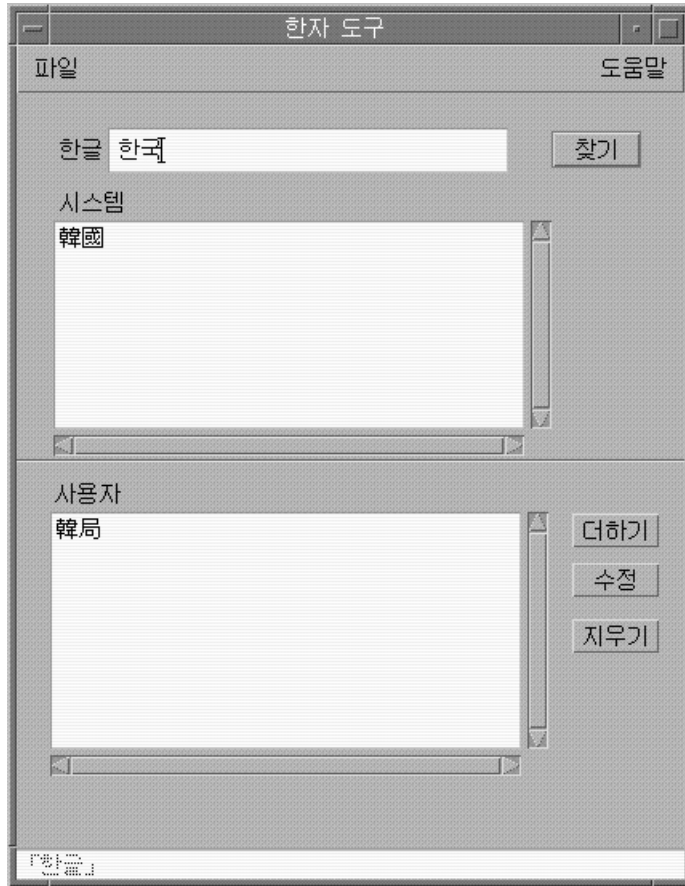 한자 도구
파일 도움말
한글 한국 찾기
시스템
韓國
사용자
韓局
더하기
수정
지우기
「한글」